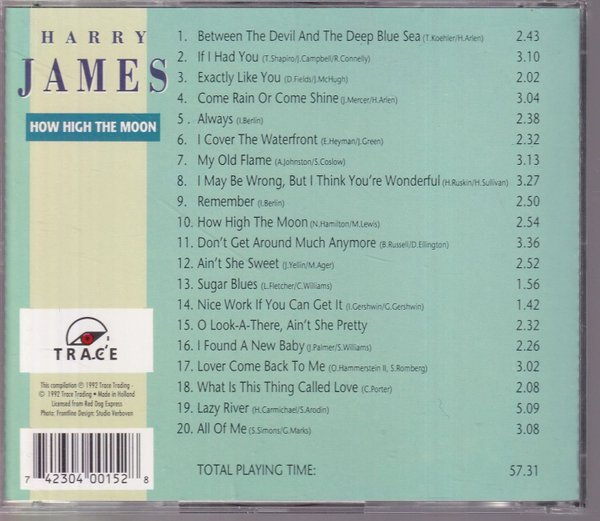 HARRY
JAMES
HOW HIGH THE MOON
1. Between The Devil And The Deep Blue Sea (T.Koehler/H.Arlen) 2.43
2. If I Had You (T.Shapiro/J.Campbell/R.Connelly) 3.10
3. Exactly Like You (D.Fields/J.McHugh) 2.02
4. Come Rain Or Come Shine (J.Mercer/H.Arlen) 3.04
5. Always (I.Berlin) 2.38
6. I Cover The Waterfront (E.Heyman/J.Green) 2.32
7. My Old Flame (A.Johnston/S.Coslow) 3.13
8. I May Be Wrong, But I Think You're Wonderful (H.Ruskin/H.Sullivan) 3.27
9. Remember (I.Berlin) 2.50
10. How High The Moon (N.Hamilton/M.Lewis) 2.54
11. Don't Get Around Much Anymore (B.Russell/D.Ellington) 3.36
12. Ain't She Sweet (J.Yellin/M.Ager) 2.52
13. Sugar Blues (L.Fletcher/C.Williams) 1.56
14. Nice Work If You Can Get It (I.Gershwin/G.Gershwin) 1.42
15. O Look-A-There, Ain't She Pretty 2.32
16. I Found A New Baby (J.Palmer/S.Williams) 2.26
17. Lover Come Back To Me (O.Hammerstein II, S.Romberg) 3.02
18. What Is This Thing Called Love (C.Porter) 2.08
19. Lazy River (H.Carmichael/S.Arodin) 5.09
20. All Of Me (S.Simons/G.Marks) 3.08
TOTAL PLAYING TIME: 57.31
TRACE
This compilation ℗ 1992 Trace Trading -
© 1992 Trace Trading • Made in Holland
Licensed from Red Dog Express
Photo: Frontline Design: Studio Verboven
7 42304 00152 8